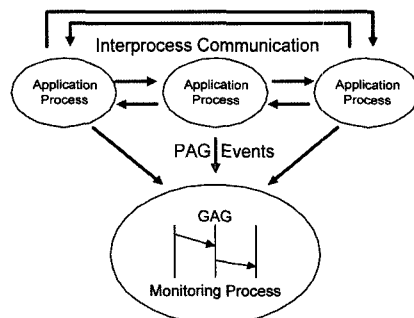 Interprocess Communication
Application
Process
Application
Process
Application
Process
PAG Events
GAG
Monitoring Process